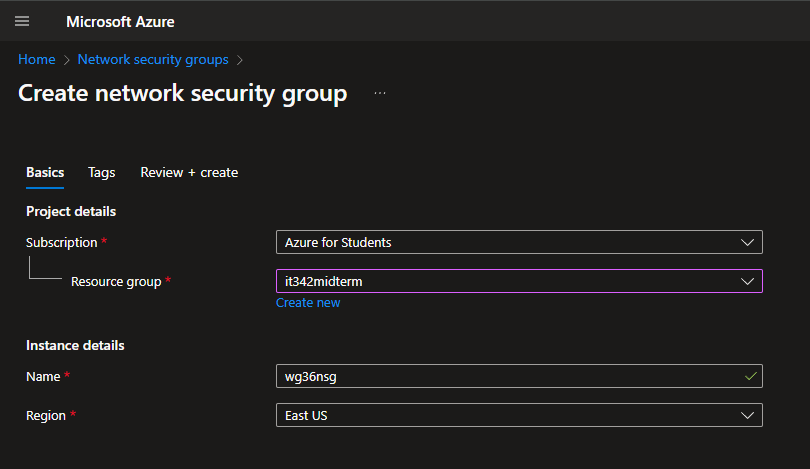 Microsoft Azure
Home > Network security groups >
Create network security group ...
Basics Tags Review + create
Project details
Subscription * Azure for Students
Resource group * it342midterm
Create new
Instance details
Name * wg36nsg
Region * East US